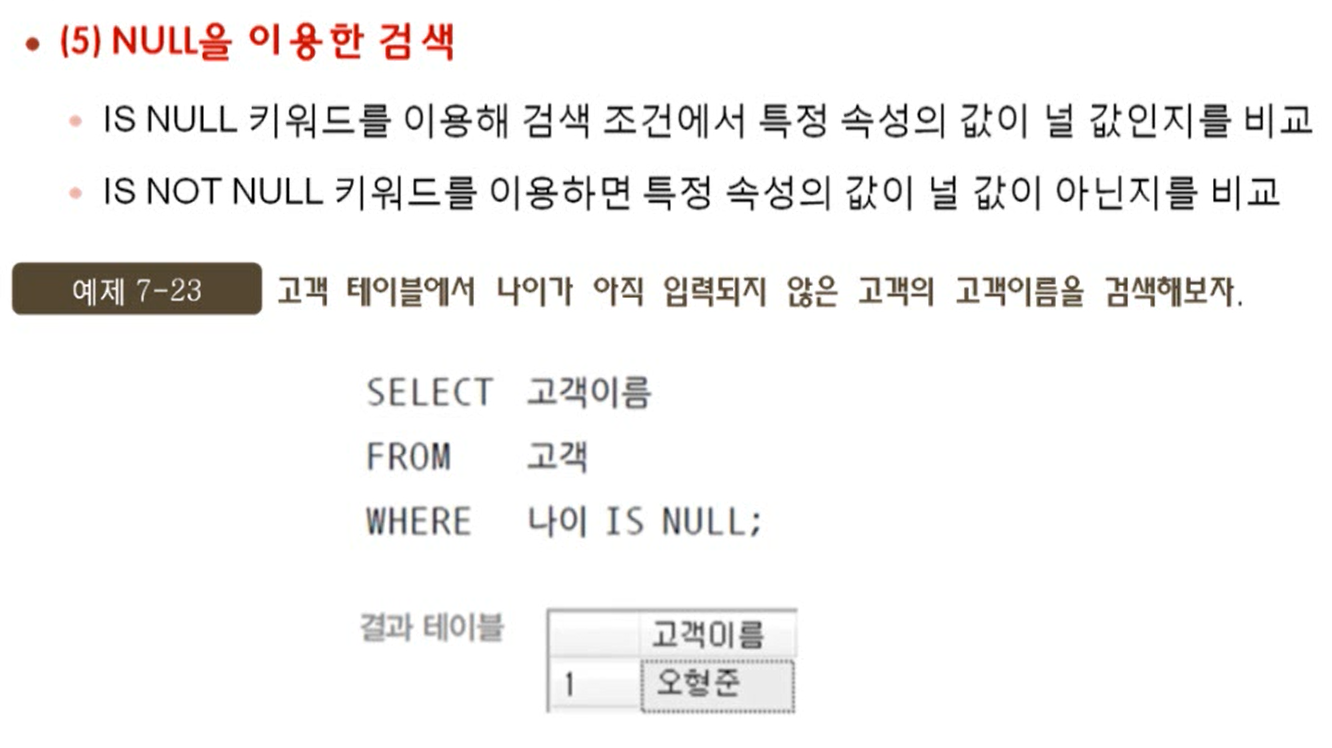 • (5) NULL을 이용한 검색
• IS NULL 키워드를 이용해 검색 조건에서 특정 속성의 값이 널 값인지를 비교
• IS NOT NULL 키워드를 이용하면 특정 속성의 값이 널 값이 아닌지를 비교
예제 7-23 고객 테이블에서 나이가 아직 입력되지 않은 고객의 고객이름을 검색해보자.
SELECT 고객이름
FROM 고객
WHERE 나이 IS NULL;
결과 테이블 고객이름
1 오형준